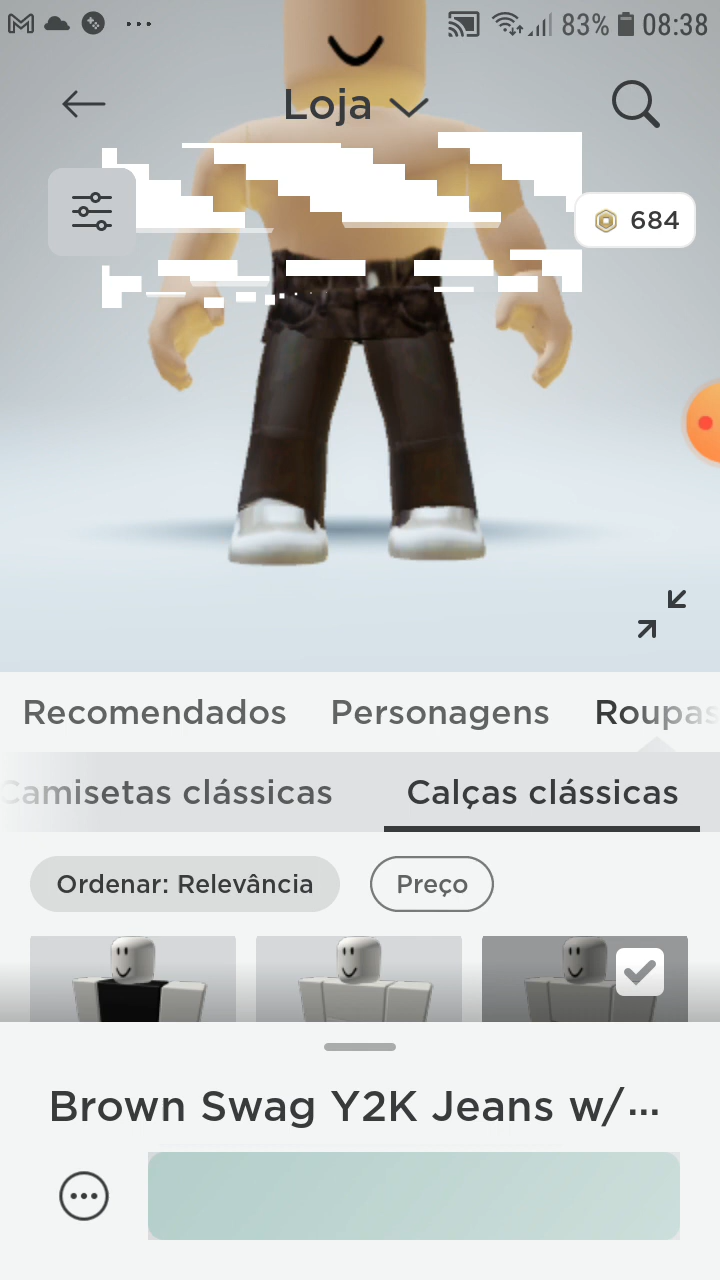 83% 08:38
Loja
684
Recomendados Personagens Roupas
Camisetas clássicas Calças clássicas
Ordenar: Relevância Preço
Brown Swag Y2K Jeans w/...